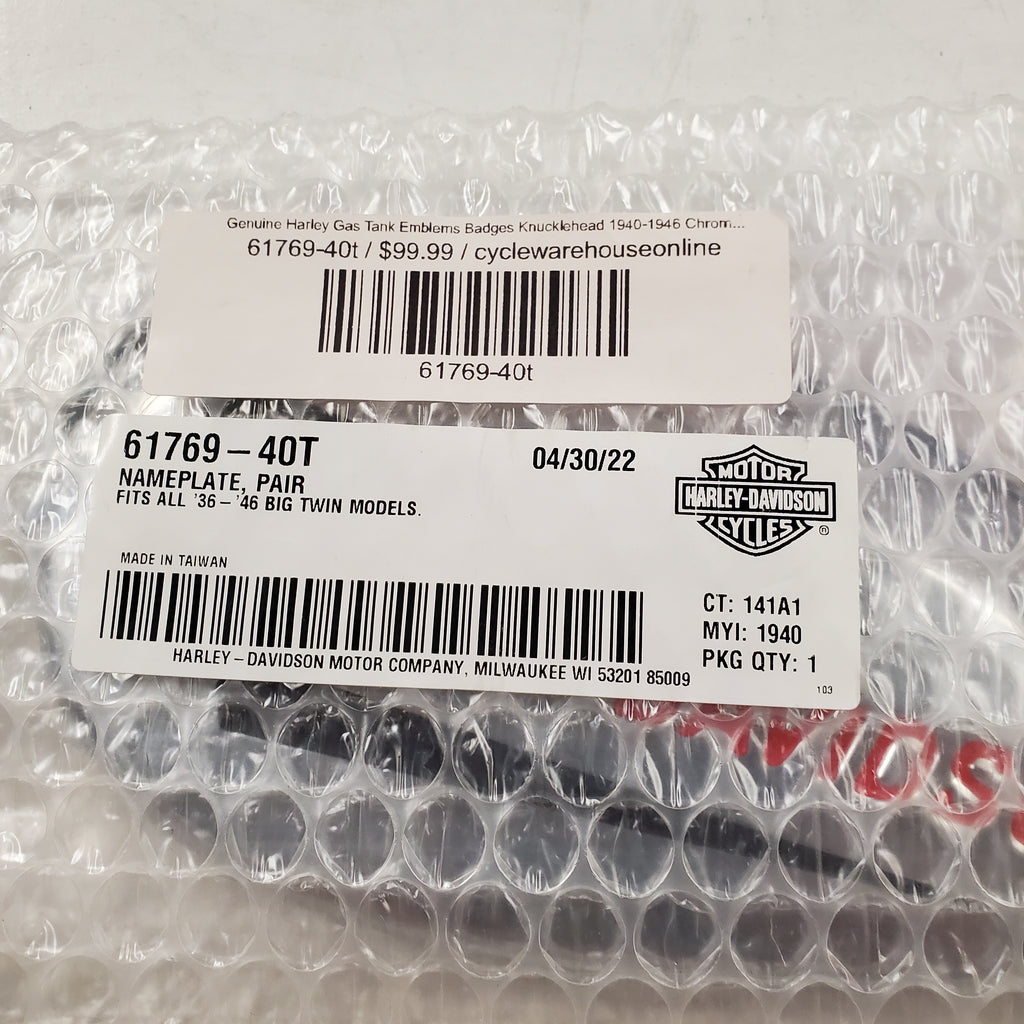 Genuine Harley Gas Tank Emblems Badges Knucklehead 1940-1946 Chrom...
61769-40t / $99.99 / cyclewarehouseonline
61769-40t
61769-40T
04/30/22
NAMEPLATE, PAIR
FITS ALL '36-'46 BIG TWIN MODELS.
MOTOR
HARLEY-DAVIDSON
CYCLES
®
MADE IN TAIWAN
CT: 141A1
MYI: 1940
PKG QTY: 1
HARLEY-DAVIDSON MOTOR COMPANY, MILWAUKEE WI 53201 85009
103